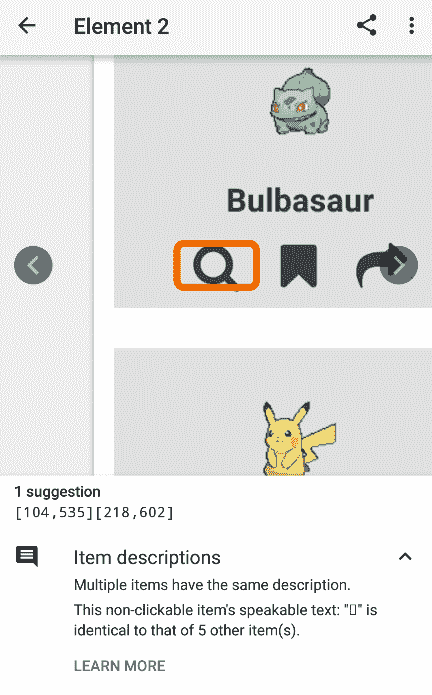 Element 2
Bulbasaur
1 suggestion
[104,535][218,602]
Item descriptions
Multiple items have the same description.
This non-clickable item's speakable text: "▯" is
identical to that of 5 other item(s).
LEARN MORE